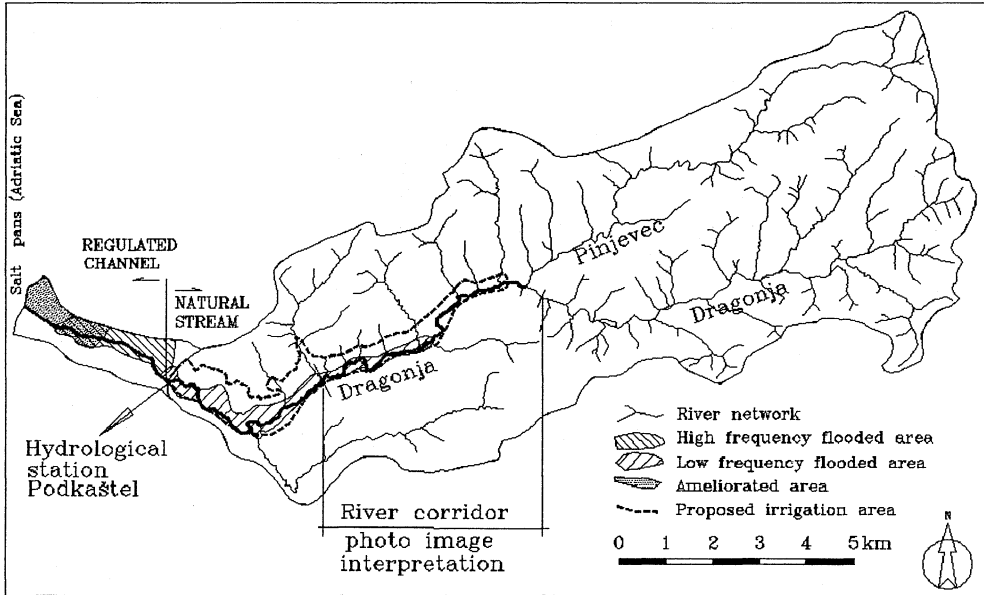 Salt pans (Adriatic Sea)
REGULATED
CHANNEL
NATURAL
STREAM
Pinjevec
Dragonja
Dragonja
Hydrological
station
Podkaštel
River corridor
photo image
interpretation
River network
High frequency flooded area
Low frequency flooded area
Ameliorated area
Proposed irrigation area
0 1 2 3 4 5 km
N